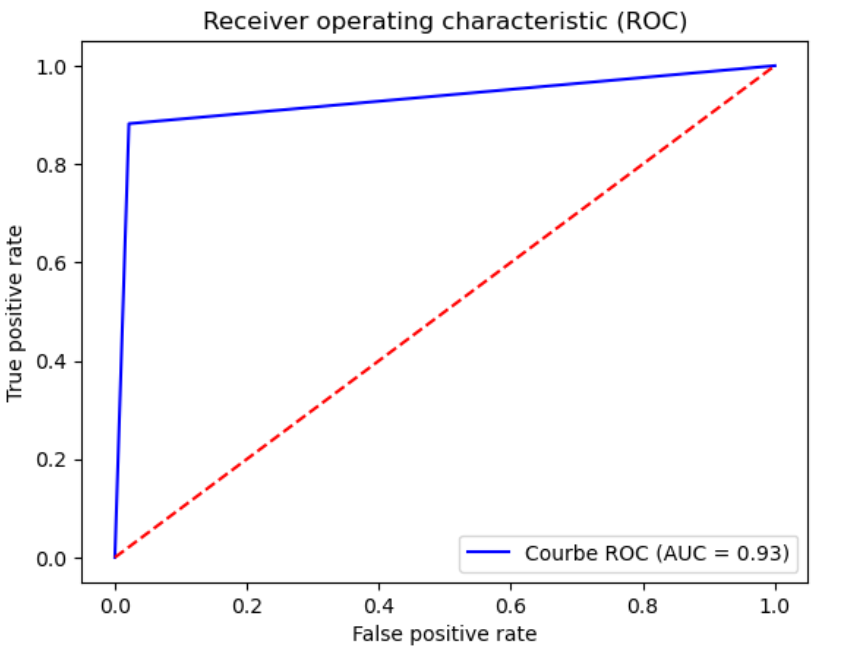 Receiver operating characteristic (ROC)
1.0
0.8
0.6
0.4
0.2
0.0
True positive rate
Courbe ROC (AUC = 0.93)
0.0 0.2 0.4 0.6 0.8 1.0
False positive rate